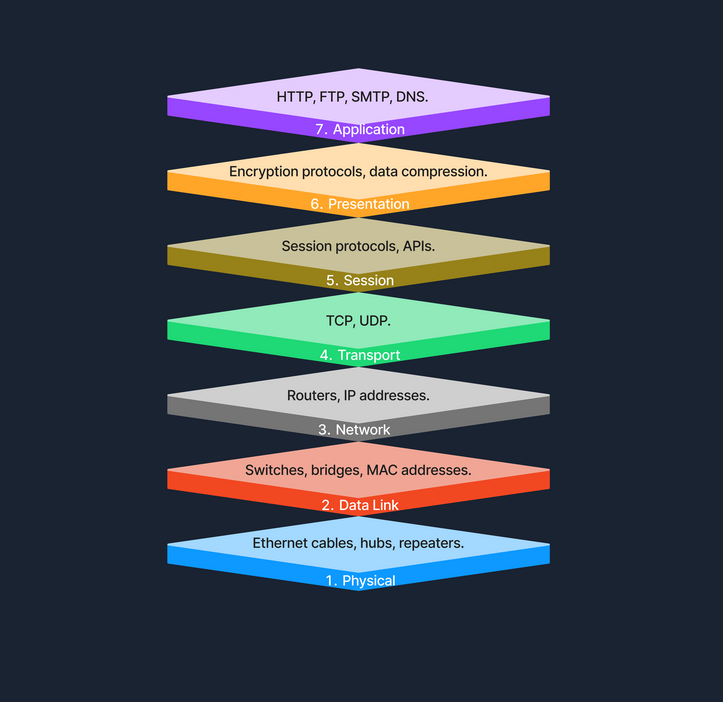 HTTP, FTP, SMTP, DNS.
7. Application
Encryption protocols, data compression.
6. Presentation
Session protocols, APIs.
5. Session
TCP, UDP.
4. Transport
Routers, IP addresses.
3. Network
Switches, bridges, MAC addresses.
2. Data Link
Ethernet cables, hubs, repeaters.
1. Physical